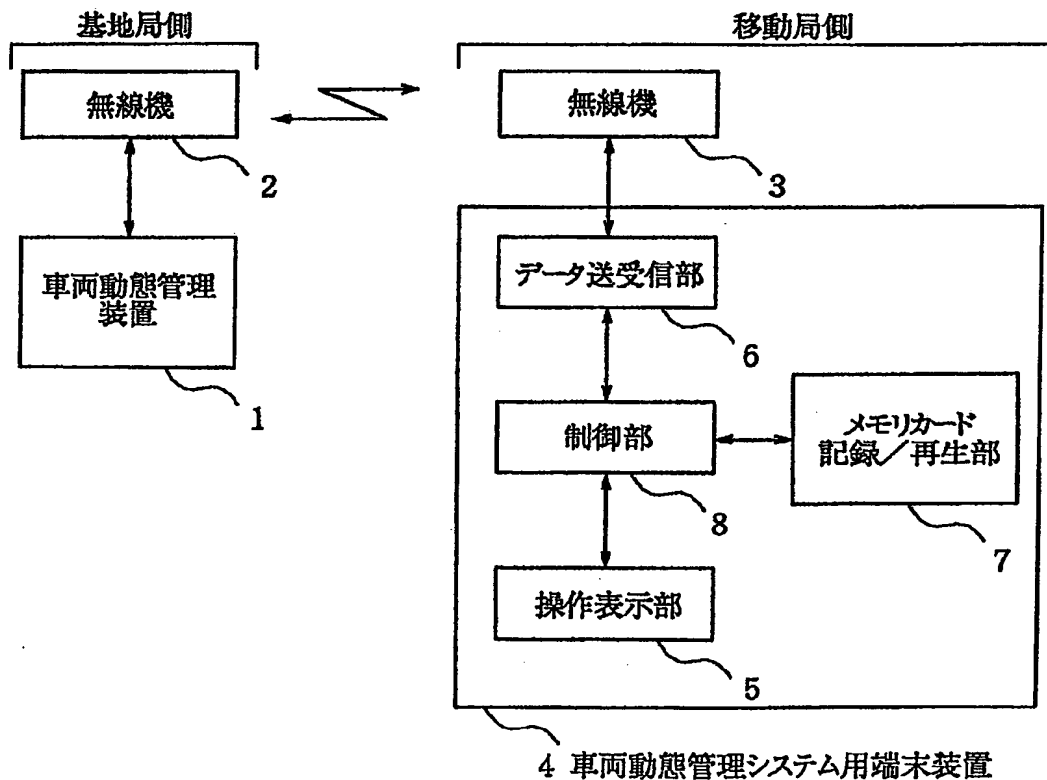 基地局側
無線機
2
車両動態管理
装置
1
移動局側
無線機
3
データ送受信部
6
制御部
8
メモリカード
記録／再生部
7
操作表示部
5
4 車両動態管理システム用端末装置